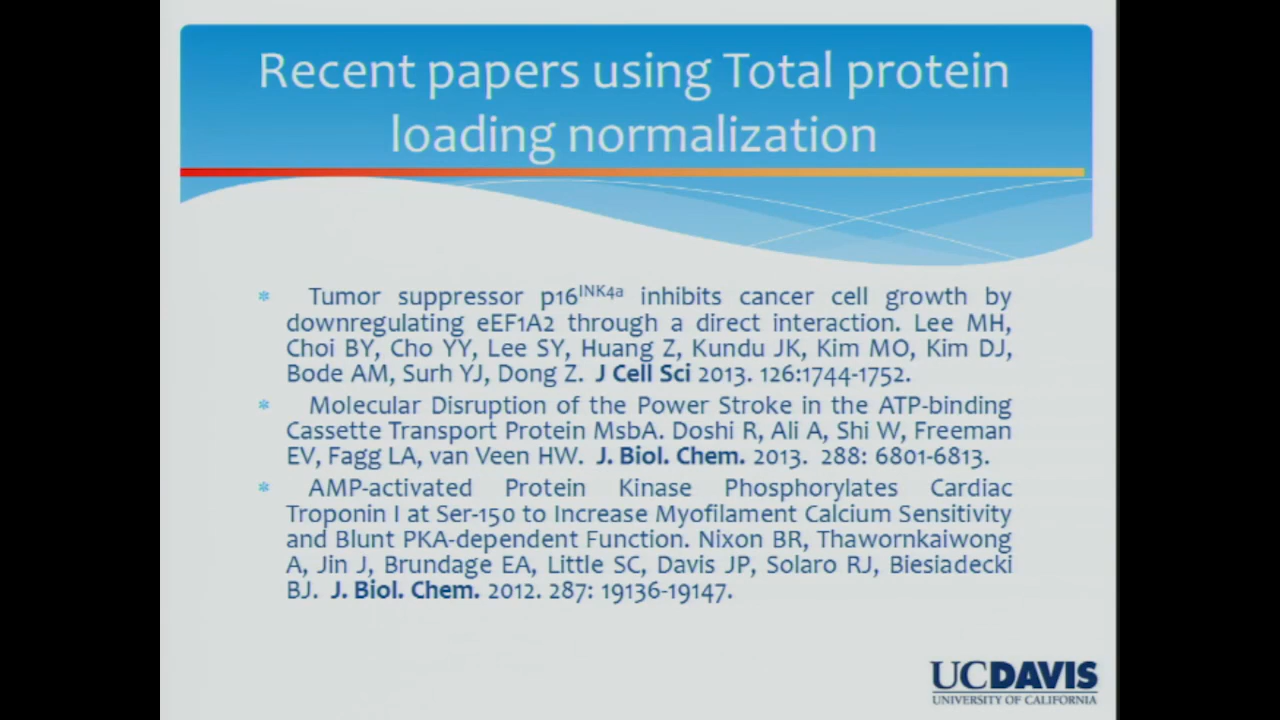 Recent papers using Total protein
loading normalization
* Tumor suppressor p16INK4a inhibits cancer cell growth by
downregulating eEF1A2 through a direct interaction. Lee MH,
Choi BY, Cho YY, Lee SY, Huang Z, Kundu JK, Kim MO, Kim DJ,
Bode AM, Surh YJ, Dong Z. J Cell Sci 2013. 126:1744-1752.
* Molecular Disruption of the Power Stroke in the ATP-binding
Cassette Transport Protein MsbA. Doshi R, Ali A, Shi W, Freeman
EV, Fagg LA, van Veen HW. J. Biol. Chem. 2013. 288: 6801-6813.
* AMP-activated Protein Kinase Phosphorylates Cardiac
Troponin I at Ser-150 to Increase Myofilament Calcium Sensitivity
and Blunt PKA-dependent Function. Nixon BR, Thawornkaiwong
A, Jin J, Brundage EA, Little SC, Davis JP, Solaro RJ, Biesiadecki
BJ. J. Biol. Chem. 2012. 287: 19136-19147.
UCDAVIS
UNIVERSITY OF CALIFORNIA